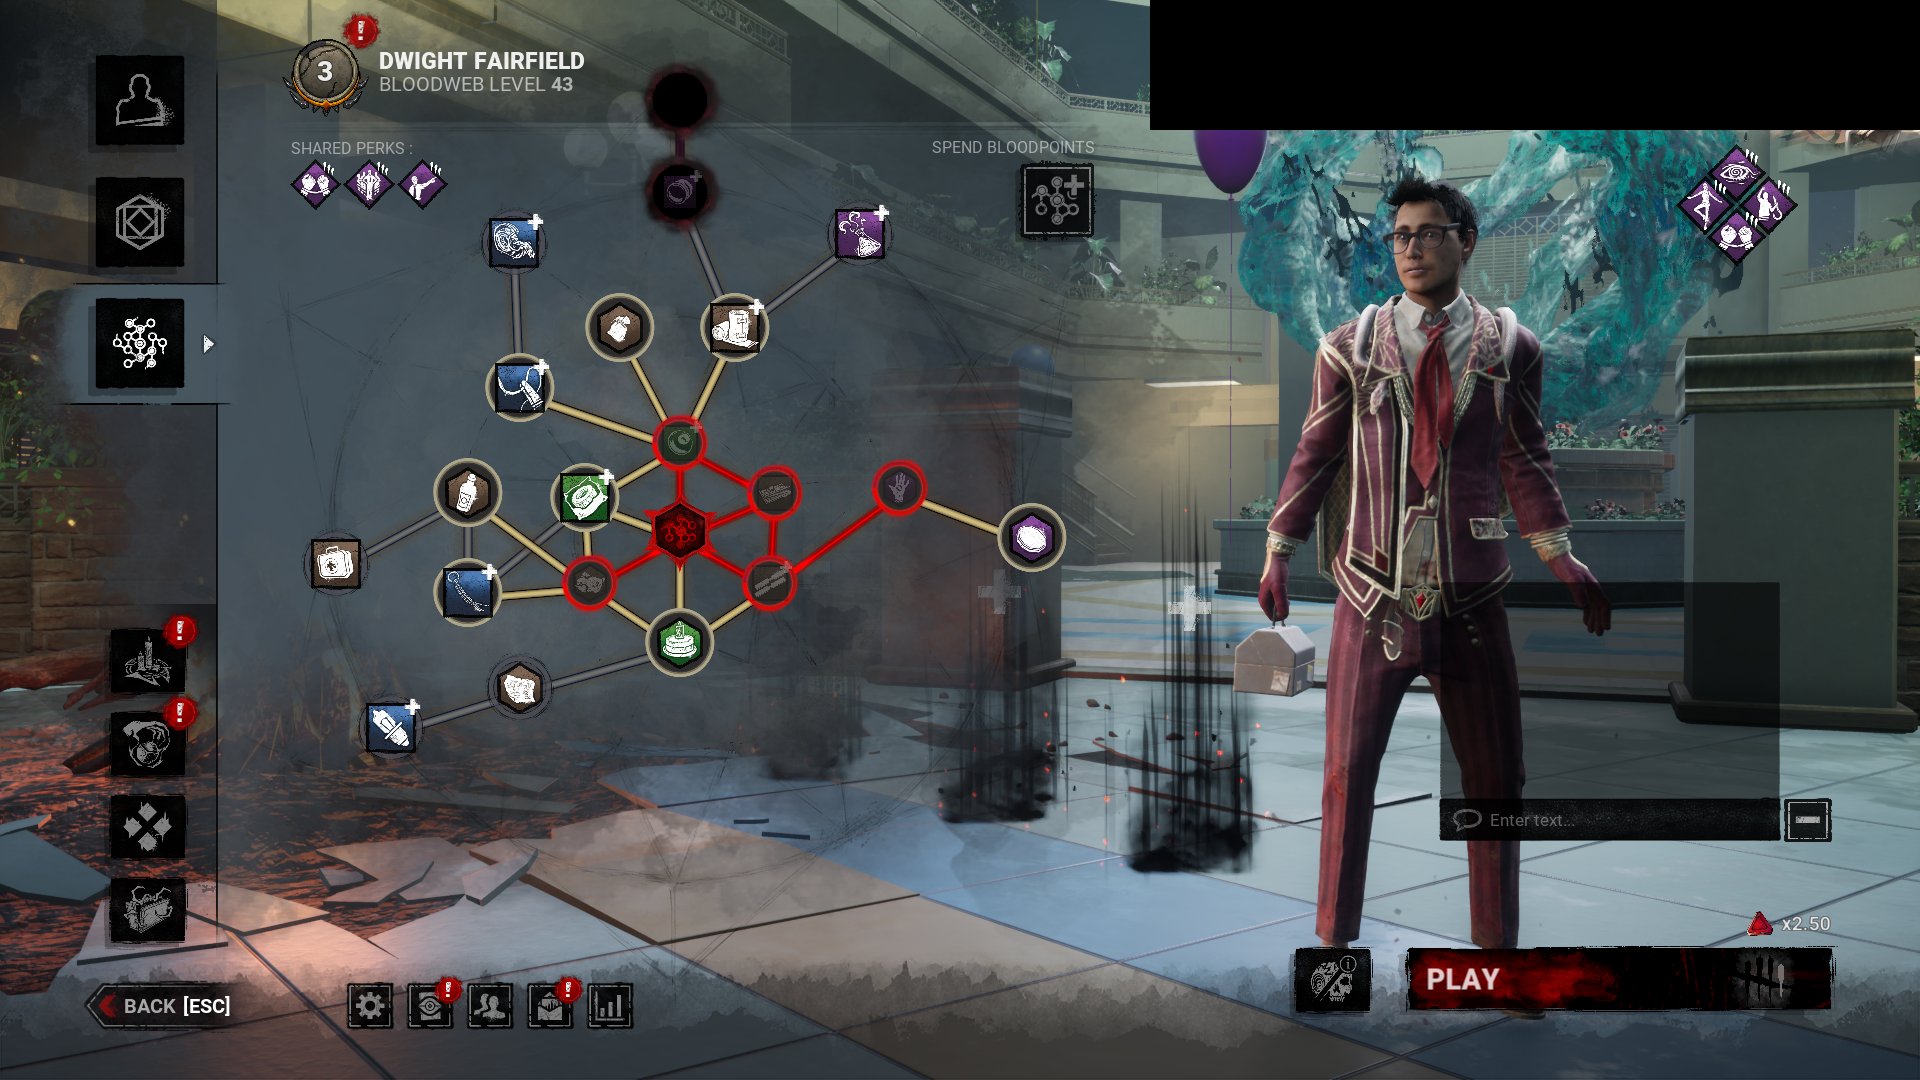 3
DWIGHT FAIRFIELD
BLOODWEB LEVEL 43
SHARED PERKS :
SPEND BLOODPOINTS
Enter text...
x2.50
PLAY
BACK [ESC]